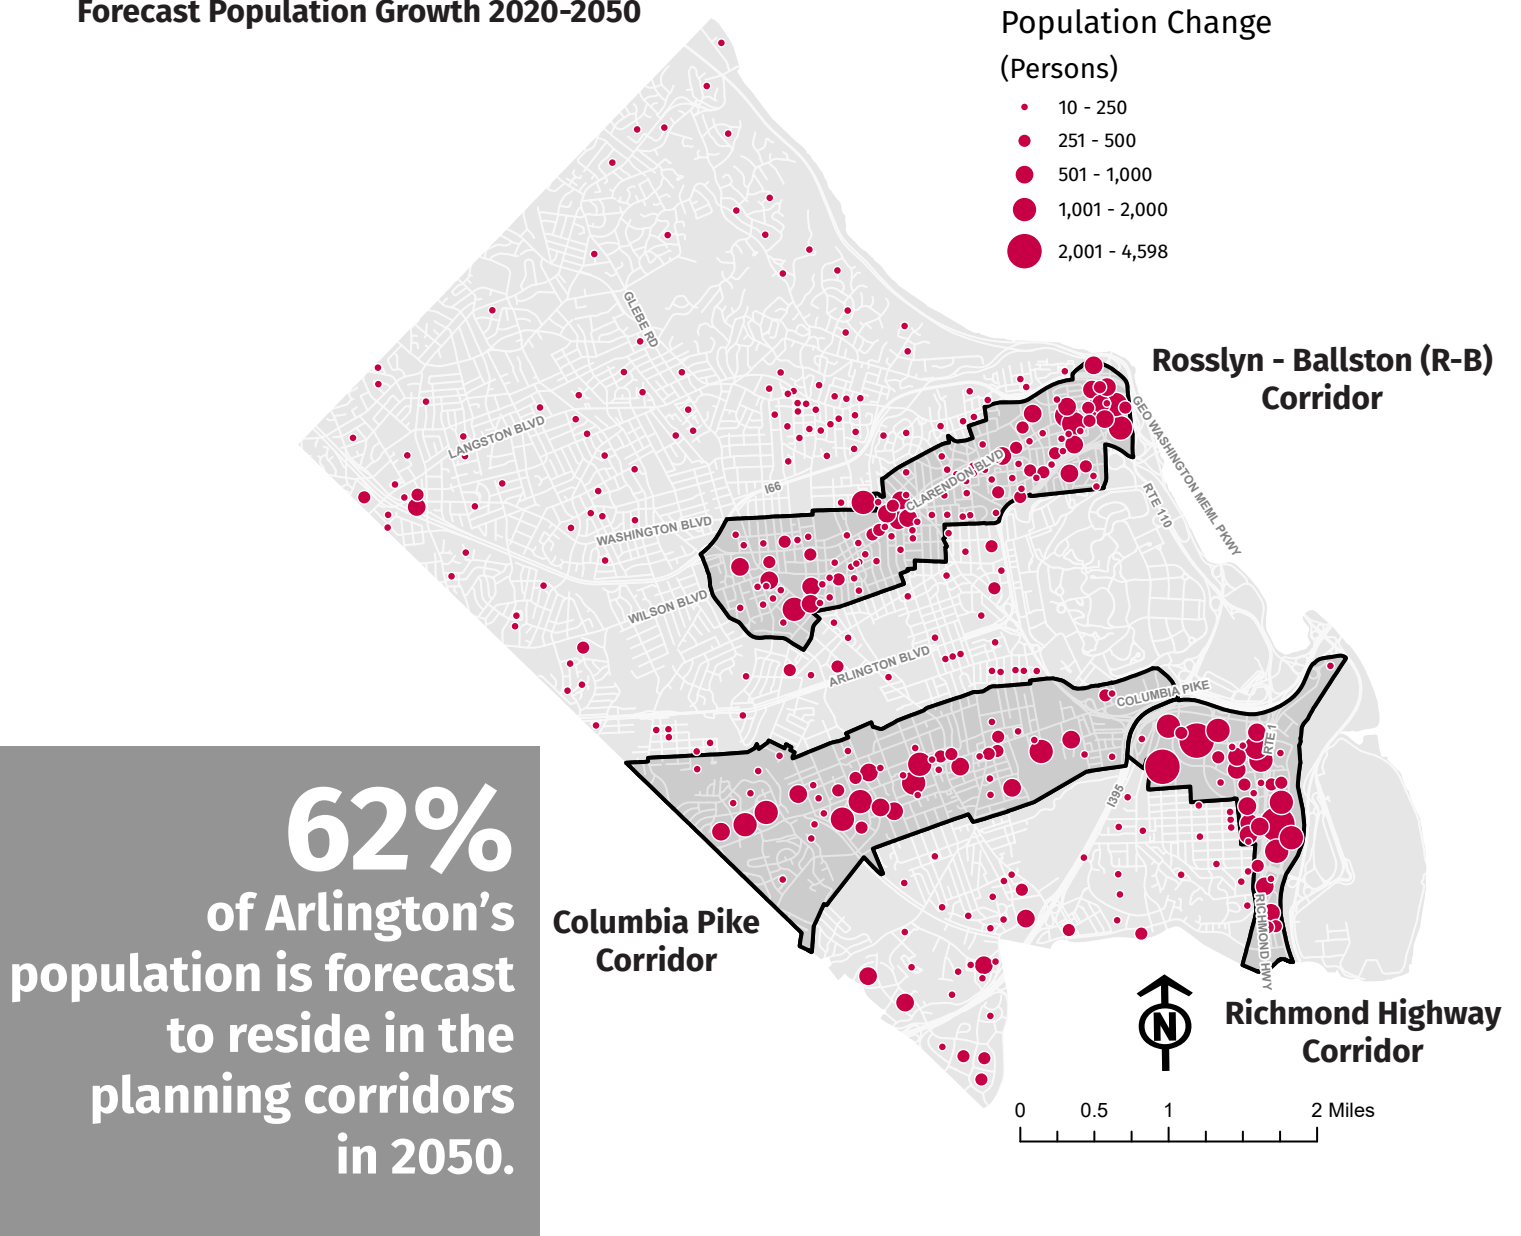 Forecast Population Growth 2020-2050
Population Change
(Persons)
10 - 250
251 - 500
501 - 1,000
1,001 - 2,000
2,001 - 4,598
GLEBE RD
Rosslyn - Ballston (R-B)
Corridor
LANGSTON BLVD
GEO WASHINGTON MEML PKWY
I66
CLARENDON BLVD
RTE 110
WASHINGTON BLVD
WILSON BLVD
ARLINGTON BLVD
COLUMBIA PIKE
RTE 1
I395
62%
of Arlington's
population is forecast
to reside in the
planning corridors
in 2050.
Columbia Pike
Corridor
RICHMOND HWY
N
Richmond Highway
Corridor
0 0.5 1 2 Miles